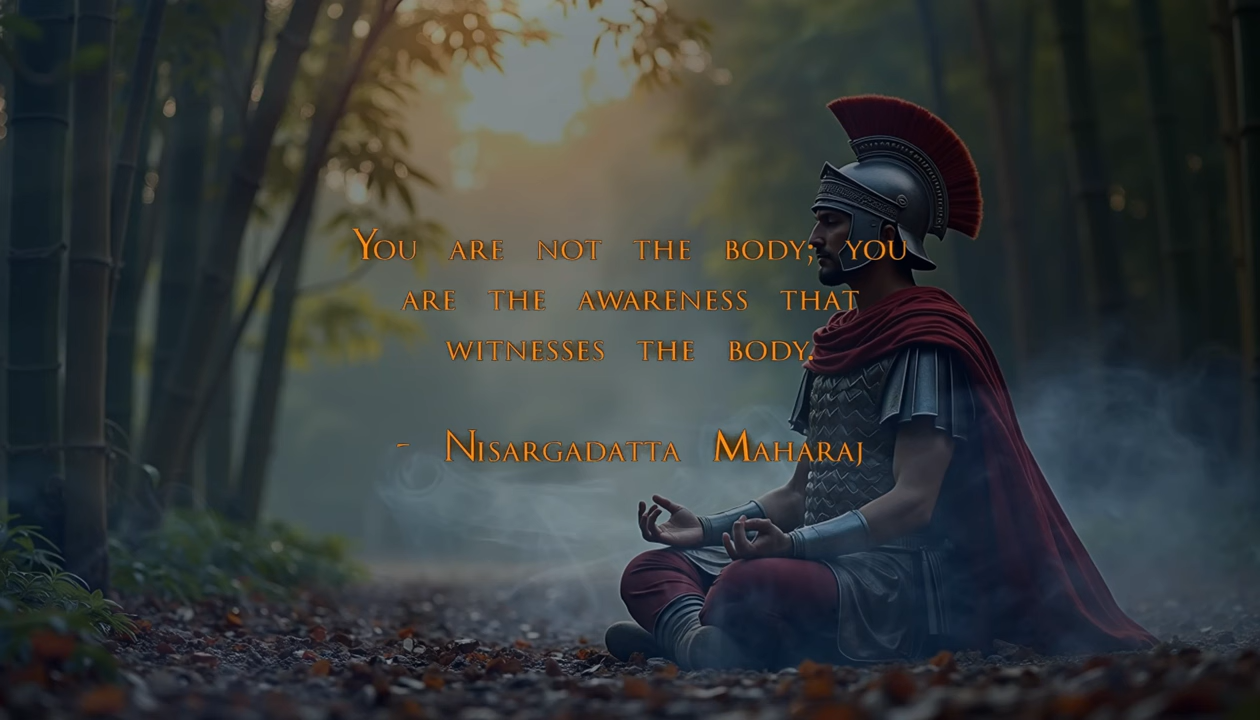 You are not the body; you
are the awareness that
witnesses the body.
- Nisargadatta Maharaj